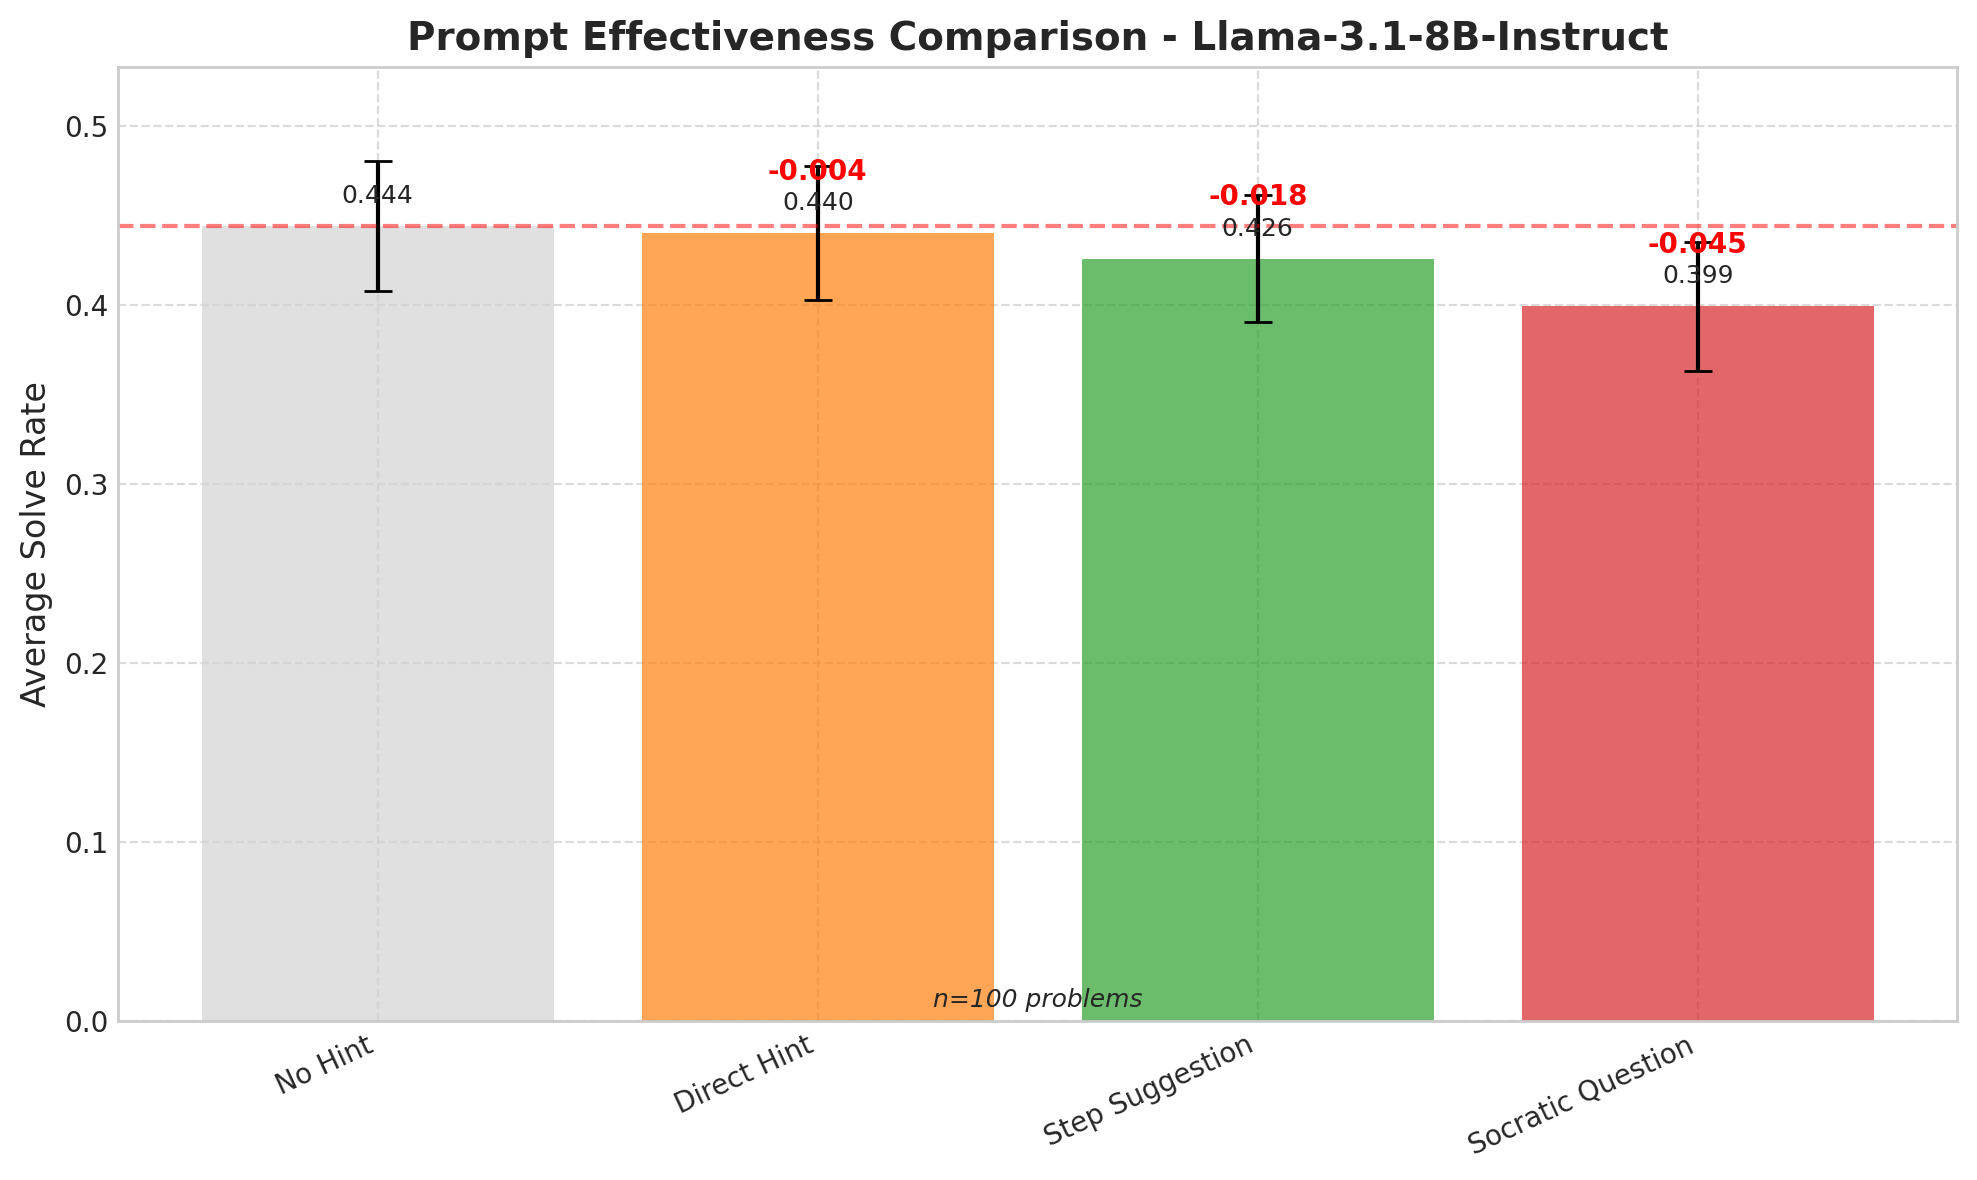 Prompt Effectiveness Comparison - Llama-3.1-8B-Instruct
Average Solve Rate
0.5
0.4
0.3
0.2
0.1
0.0
0.444
-0.004
0.440
-0.018
0.426
-0.045
0.399
n=100 problems
No Hint
Direct Hint
Step Suggestion
Socratic Question